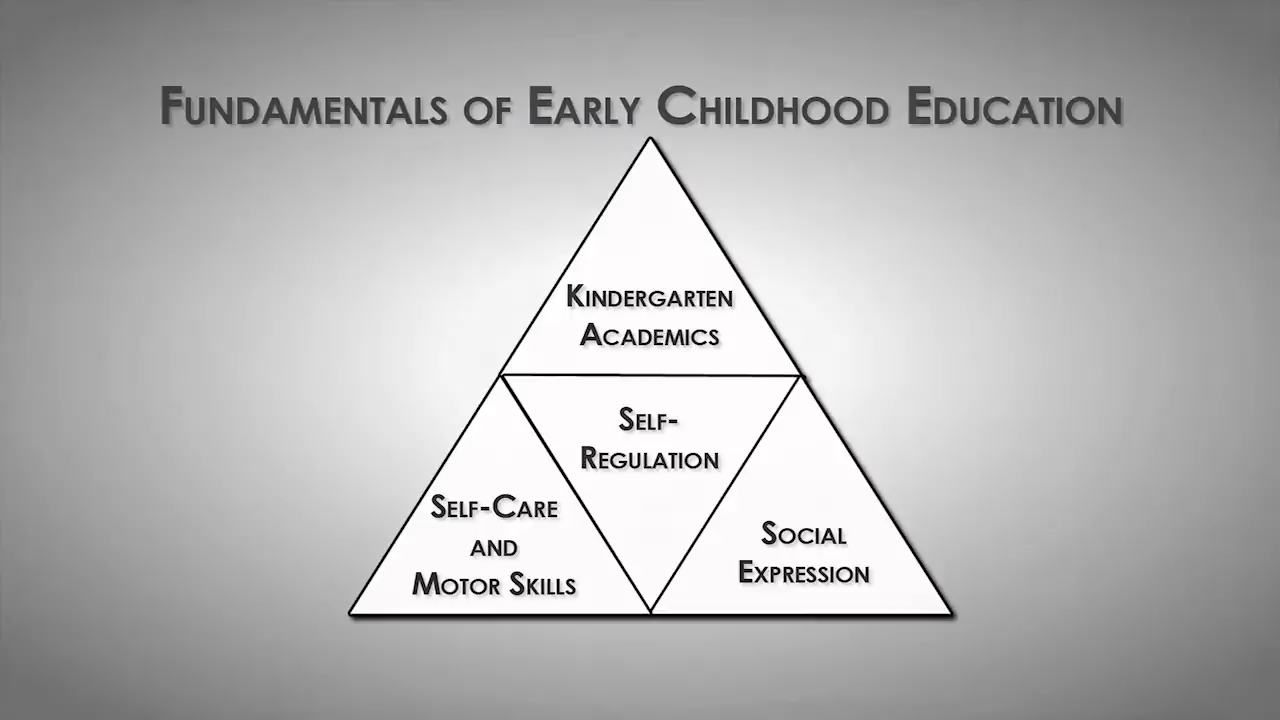 Fundamentals of Early Childhood Education
Kindergarten
Academics
Self-
Regulation
Self-Care
and
Motor Skills
Social
Expression